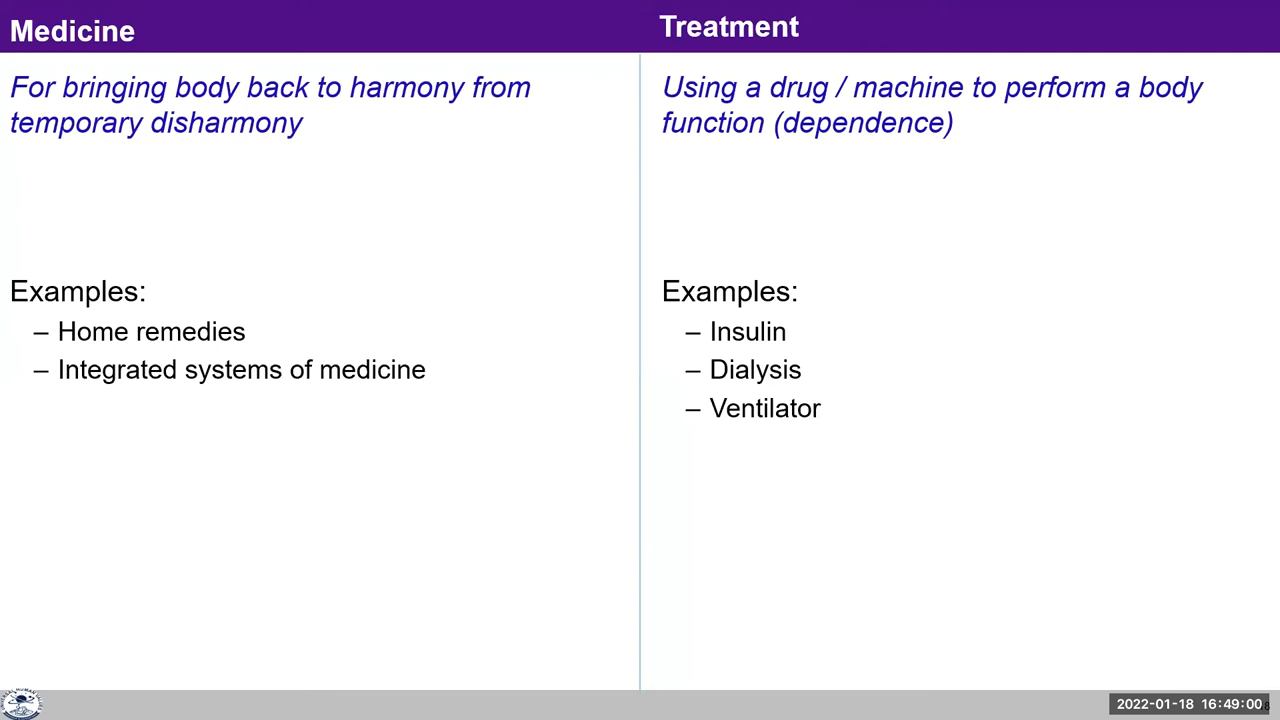 Medicine
For bringing body back to harmony from
temporary disharmony
Examples:
– Home remedies
– Integrated systems of medicine
Treatment
Using a drug / machine to perform a body
function (dependence)
Examples:
– Insulin
– Dialysis
– Ventilator
2022-01-18 16:49:00